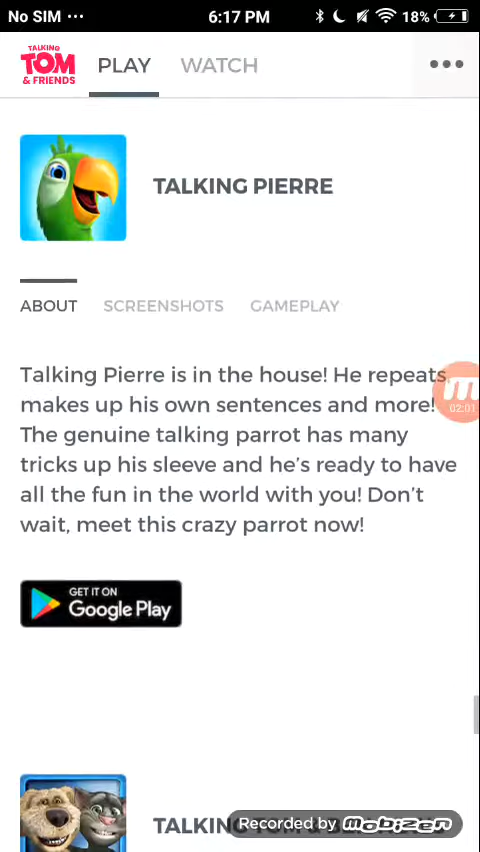 No SIM ··· 6:17 PM 18%
TALKING
TOM
& FRIENDS
PLAY WATCH
TALKING PIERRE
ABOUT SCREENSHOTS GAMEPLAY
Talking Pierre is in the house! He repeats
makes up his own sentences and more!
The genuine talking parrot has many
tricks up his sleeve and he's ready to have
all the fun in the world with you! Don't
wait, meet this crazy parrot now!
02:01
GET IT ON
Google Play
TALKING TOM &
Recorded by mobizen